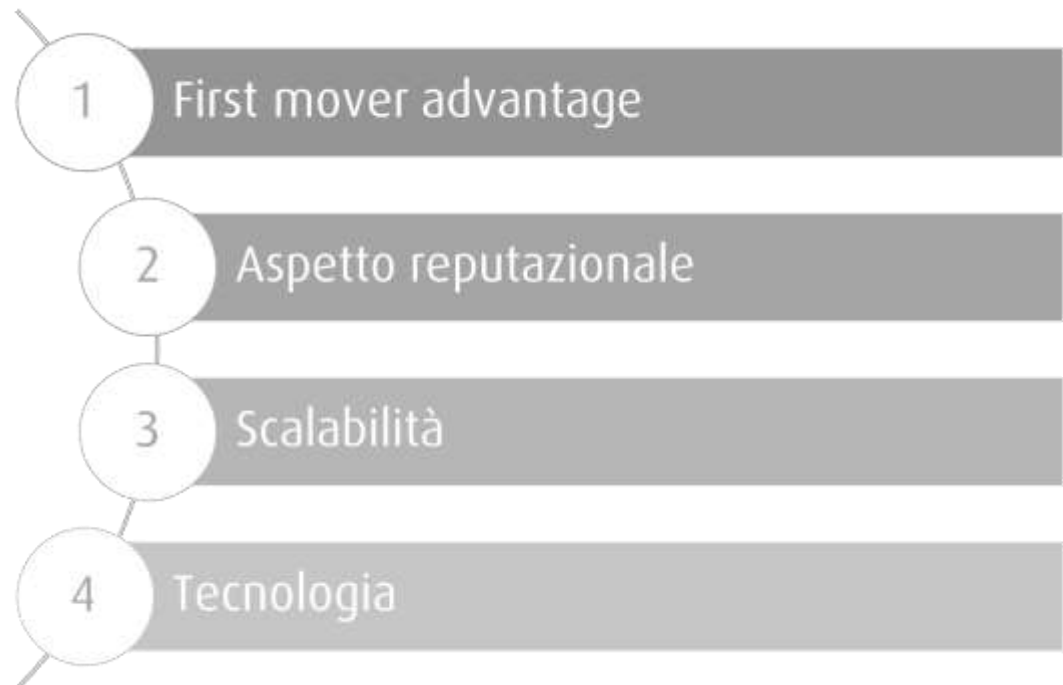 1 First mover advantage
2 Aspetto reputazionale
3 Scalabilità
4 Tecnologia